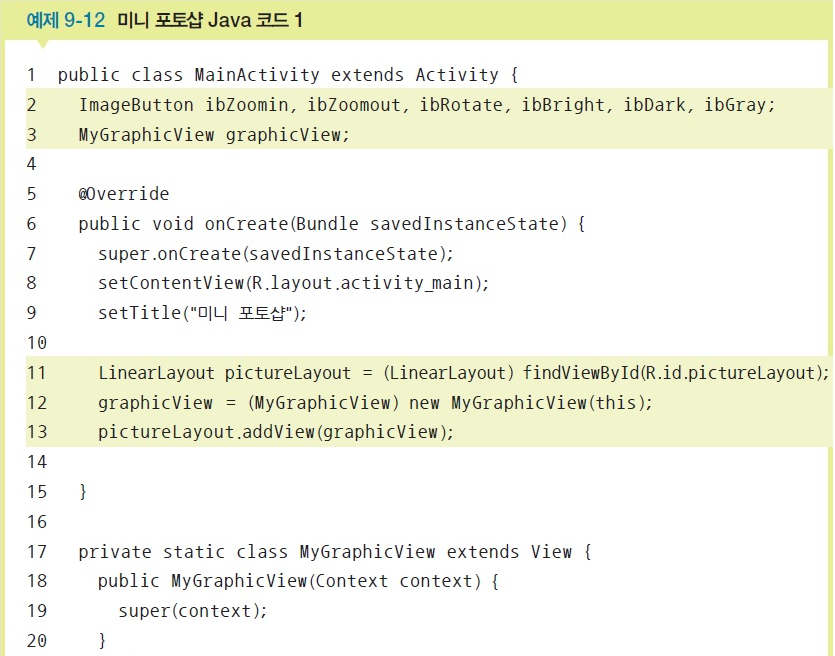 예제 9-12 미니 포토샵 Java 코드 1
1 public class MainActivity extends Activity {
2 ImageButton ibZoomin, ibZoomout, ibRotate, ibBright, ibDark, ibGray;
3 MyGraphicView graphicView;
4
5 @Override
6 public void onCreate(Bundle savedInstanceState) {
7 super.onCreate(savedInstanceState);
8 setContentView(R.layout.activity_main);
9 setTitle("미니 포토샵");
10
11 LinearLayout pictureLayout = (LinearLayout) findViewById(R.id.pictureLayout);
12 graphicView = (MyGraphicView) new MyGraphicView(this);
13 pictureLayout.addView(graphicView);
14
15 }
16
17 private static class MyGraphicView extends View {
18 public MyGraphicView(Context context) {
19 super(context);
20 }